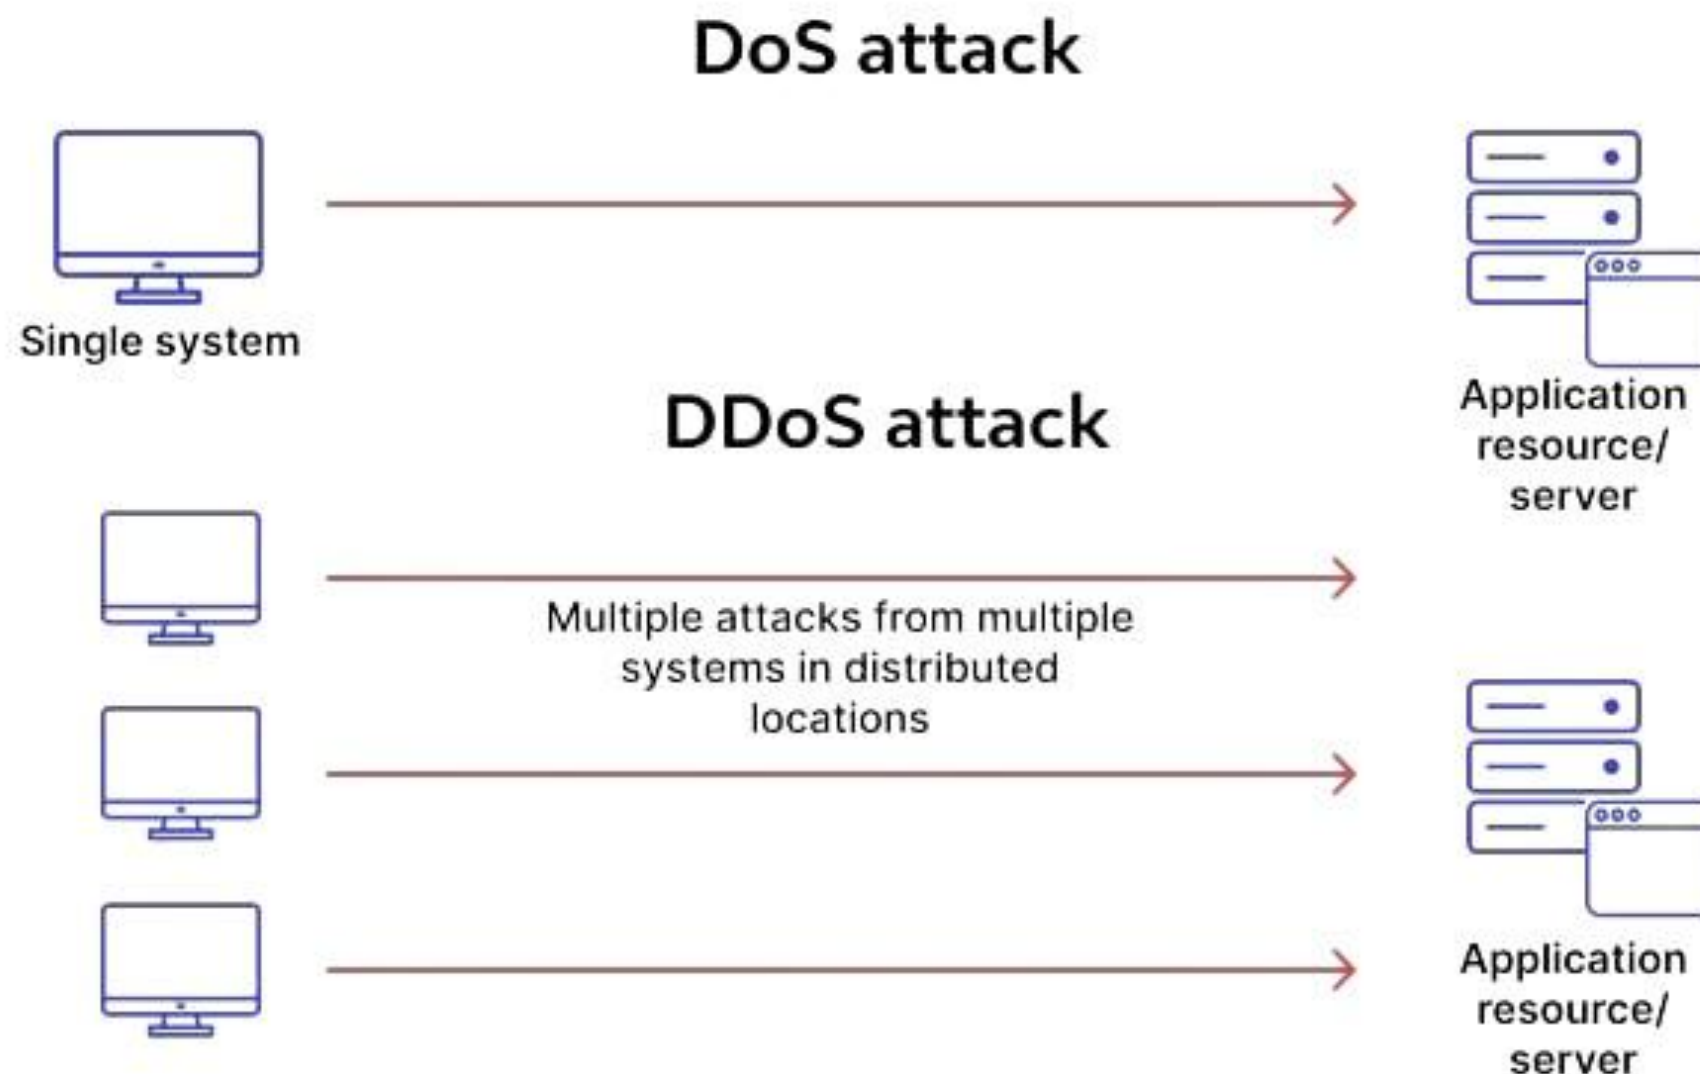 DoS attack
Single system
Application
resource/
server
DDoS attack
Multiple attacks from multiple
systems in distributed
locations
Application
resource/
server